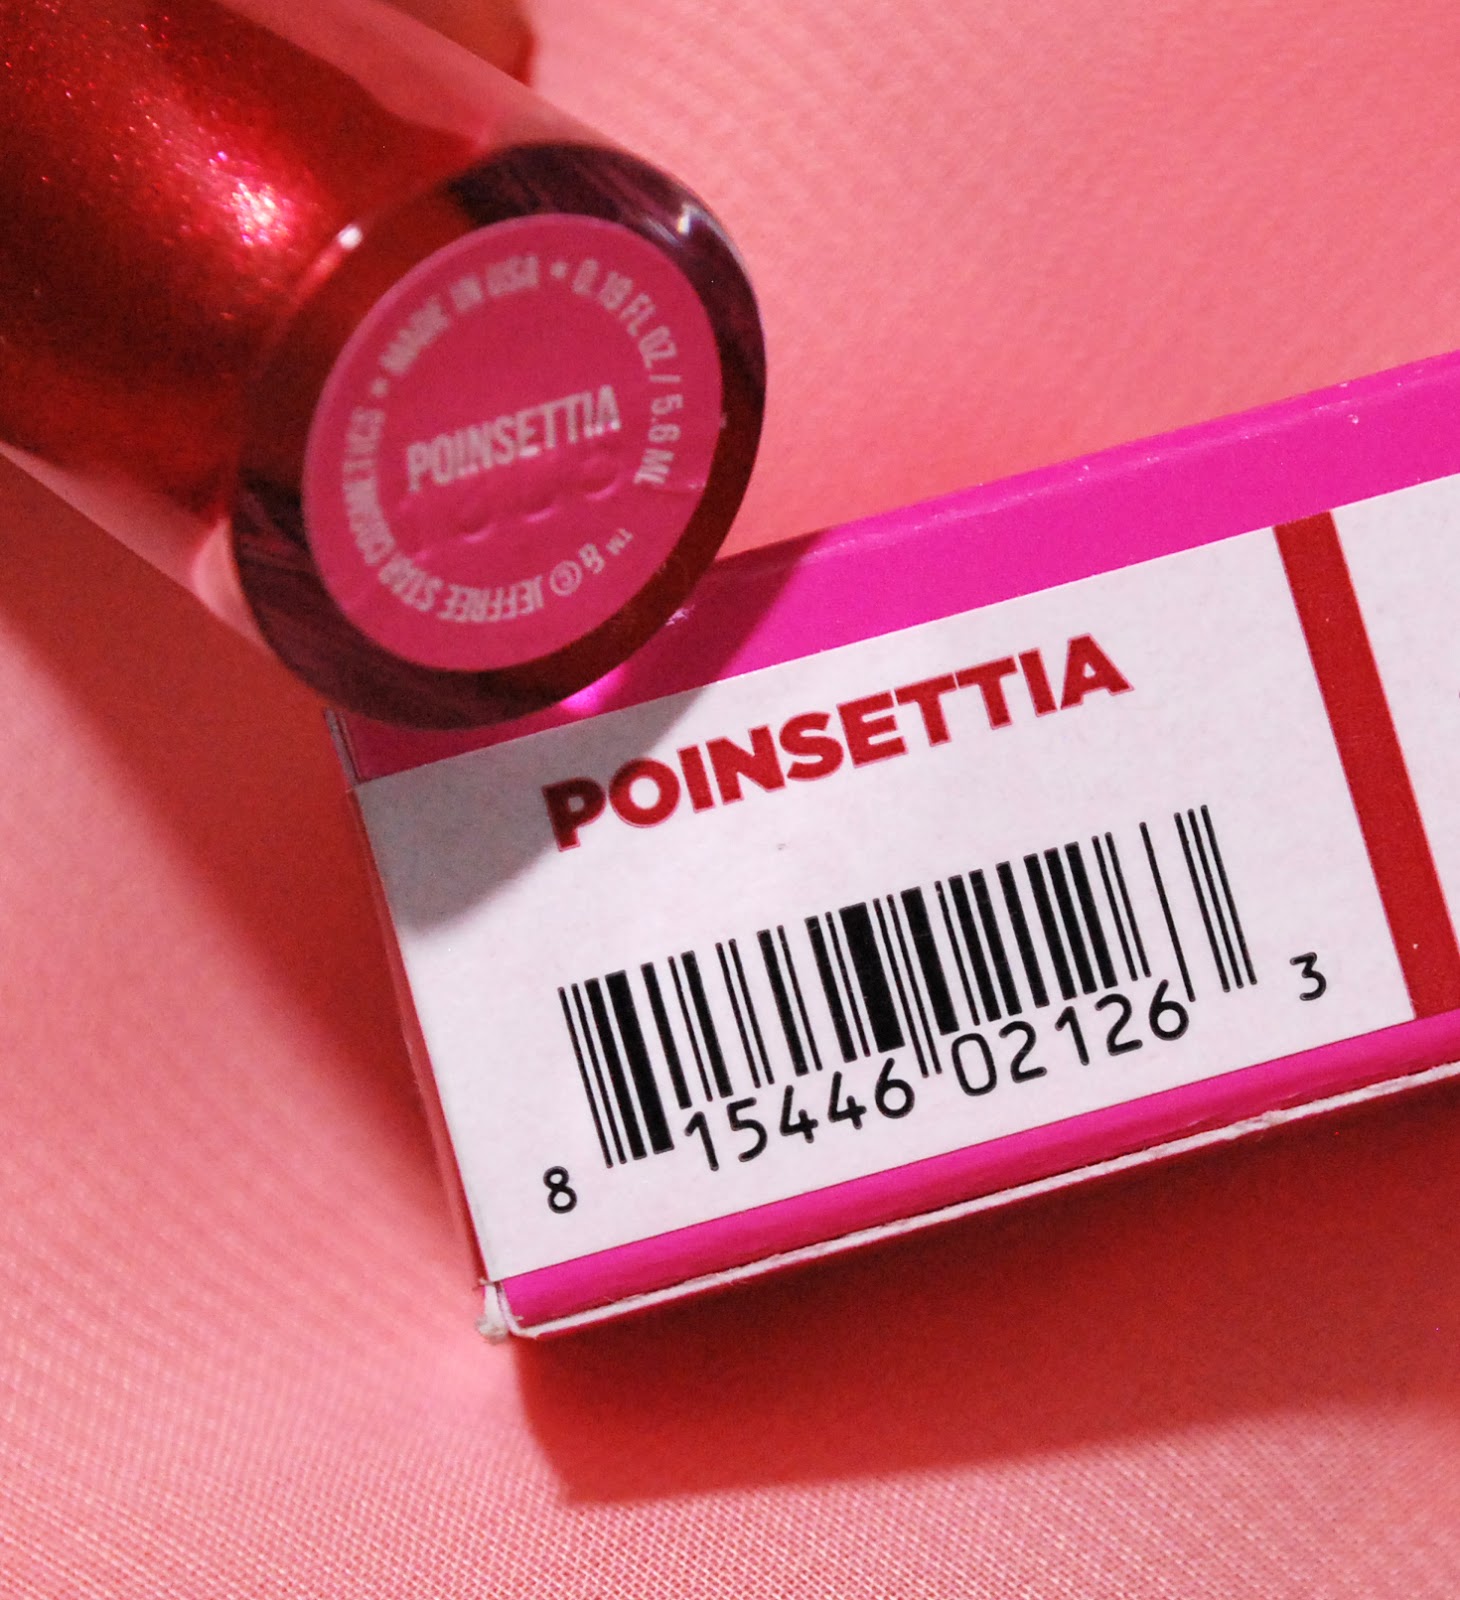 JEFFREE STAR COSMETICS • MADE IN USA • 0.19 FL OZ / 5.6 ML
POINSETTIA
™
POINSETTIA
8 15446 02126 3